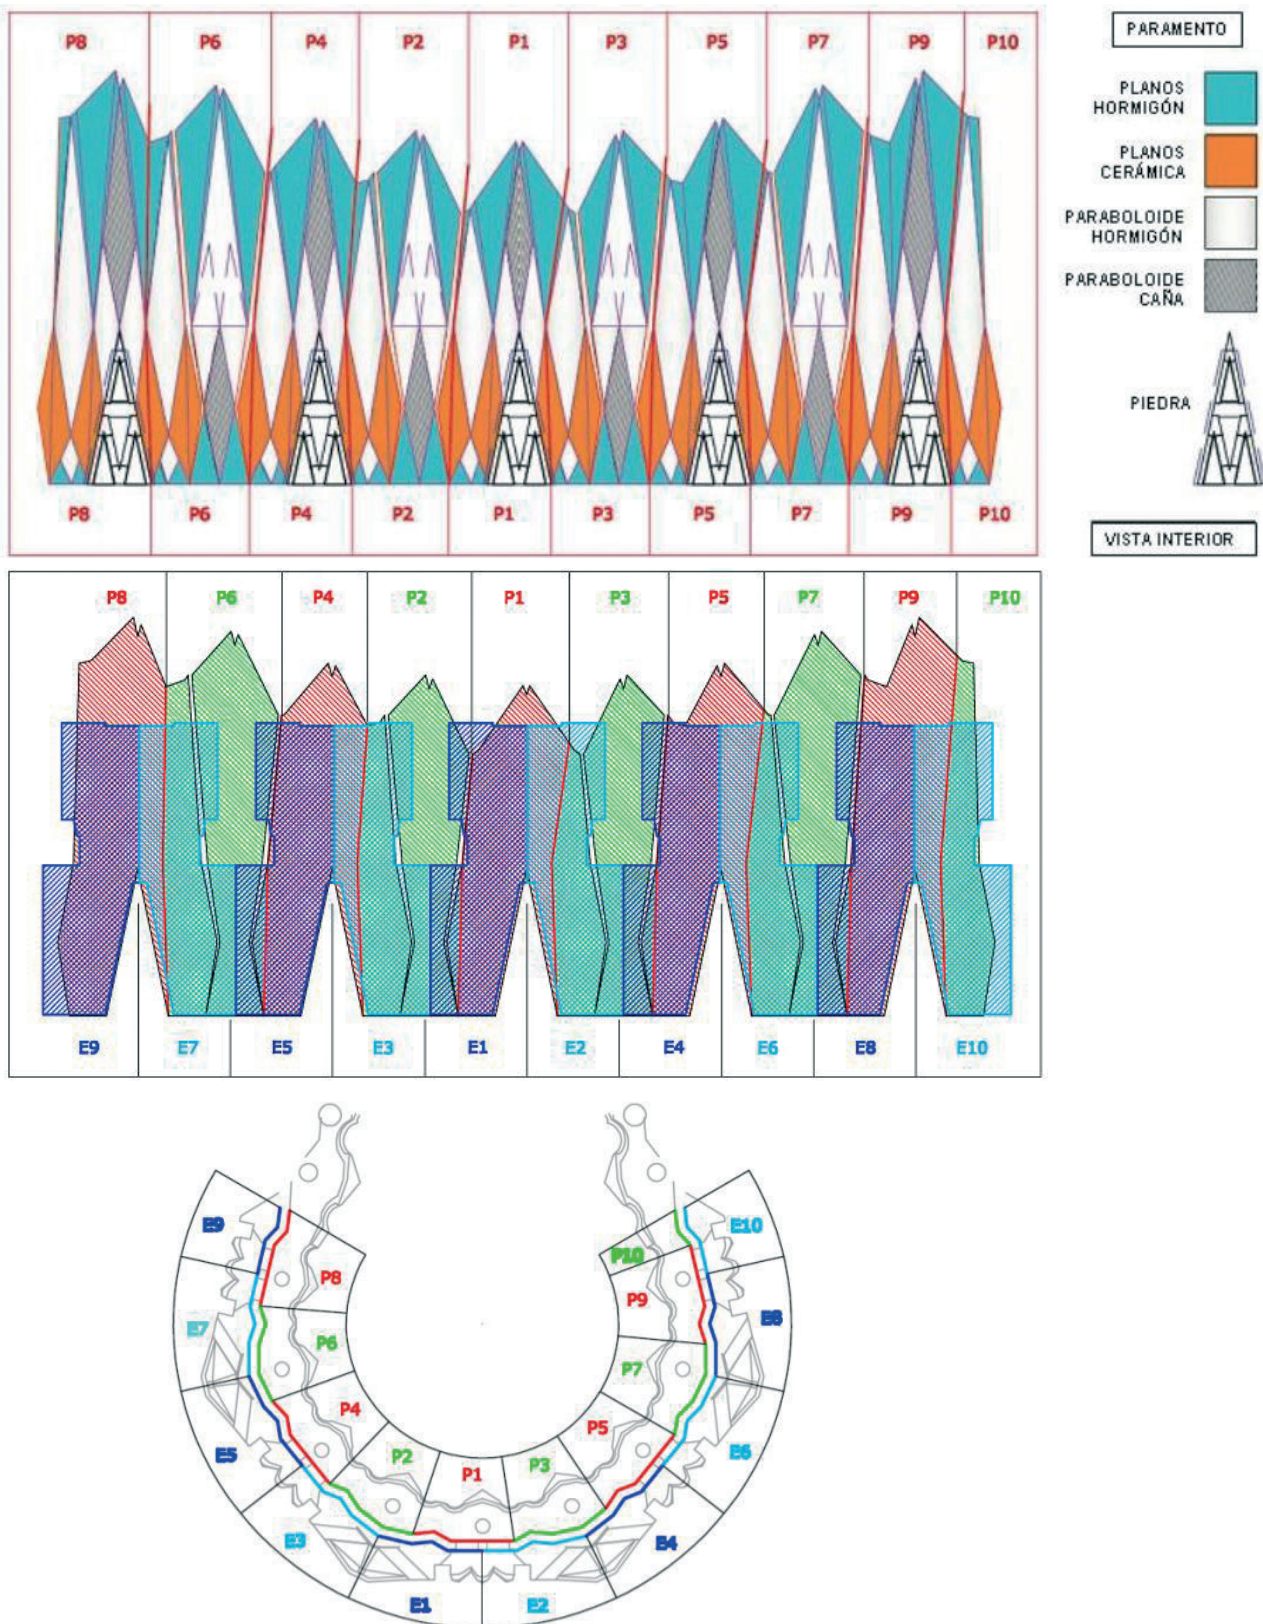 P8 P6 P4 P2 P1 P3 P5 P7 P9 P10
PARAMENTO
PLANOS
HORMIGÓN
PLANOS
CERÁMICA
PARABOLOIDE
HORMIGÓN
PARABOLOIDE
CAÑA
PIEDRA
P8 P6 P4 P2 P1 P3 P5 P7 P9 P10
VISTA INTERIOR
P8 P6 P4 P2 P1 P3 P5 P7 P9 P10
E9 E7 E5 E3 E1 E2 E4 E6 E8 E10
E9 E10
P10
P8 P9
E7 E8
P6 P7
P4 P5
E5 E6
P2 P1 P3
E3 E4
E1 E2